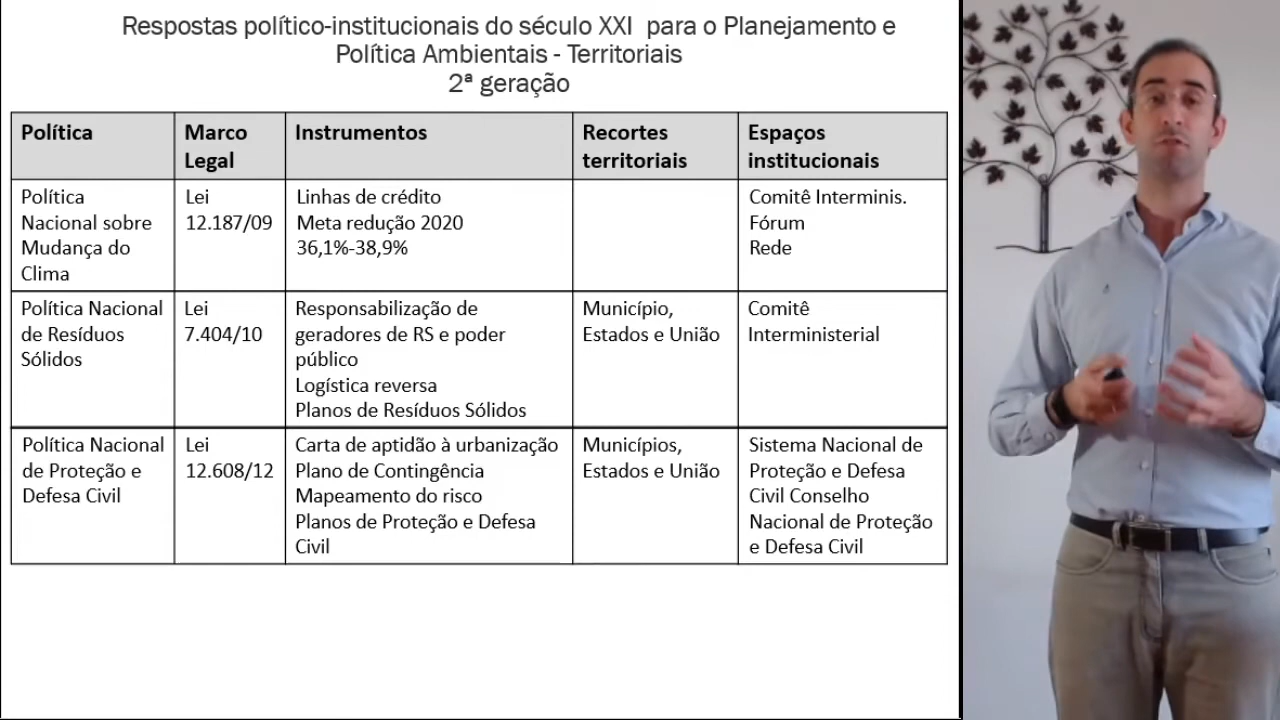 Respostas político-institucionais do século XXI para o Planejamento e
Política Ambientais - Territoriais
2ª geração
Política
Marco
Legal
Instrumentos
Recortes
territoriais
Espaços
institucionais
Política
Nacional sobre
Mudança do
Clima
Lei
12.187/09
Linhas de crédito
Meta redução 2020
36,1%-38,9%
Comitê Interminis.
Fórum
Rede
Política Nacional
de Resíduos
Sólidos
Lei
7.404/10
Responsabilização de
geradores de RS e poder
público
Logística reversa
Planos de Resíduos Sólidos
Município,
Estados e União
Comitê
Interministerial
Política Nacional
de Proteção e
Defesa Civil
Lei
12.608/12
Carta de aptidão à urbanização
Plano de Contingência
Mapeamento do risco
Planos de Proteção e Defesa
Civil
Municípios,
Estados e União
Sistema Nacional de
Proteção e Defesa
Civil Conselho
Nacional de Proteção
e Defesa Civil